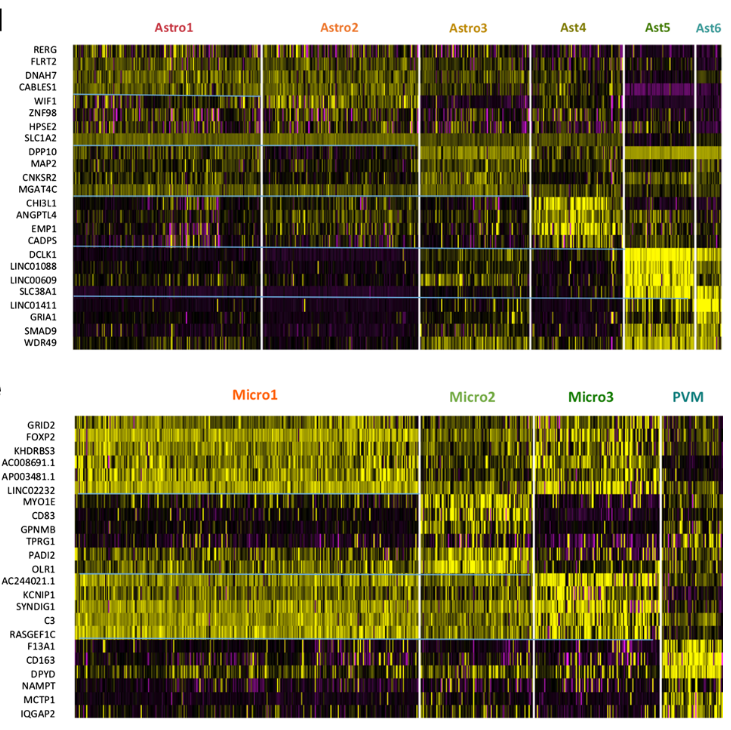 d
Astro1 Astro2 Astro3 Ast4 Ast5 Ast6
RERG
FLRT2
DNAH7
CABLES1
WIF1
ZNF98
HPSE2
SLC1A2
DPP10
MAP2
CNKSR2
MGAT4C
CHI3L1
ANGPTL4
EMP1
CADPS
DCLK1
LINC01088
LINC00609
SLC38A1
LINC01411
GRIA1
SMAD9
WDR49
e
Micro1 Micro2 Micro3 PVM
GRID2
FOXP2
KHDRBS3
AC008691.1
AP003481.1
LINC02232
MYO1E
CD83
GPNMB
TPRG1
PADI2
OLR1
AC244021.1
KCNIP1
SYNDIG1
C3
RASGEF1C
F13A1
CD163
DPYD
NAMPT
MCTP1
IQGAP2